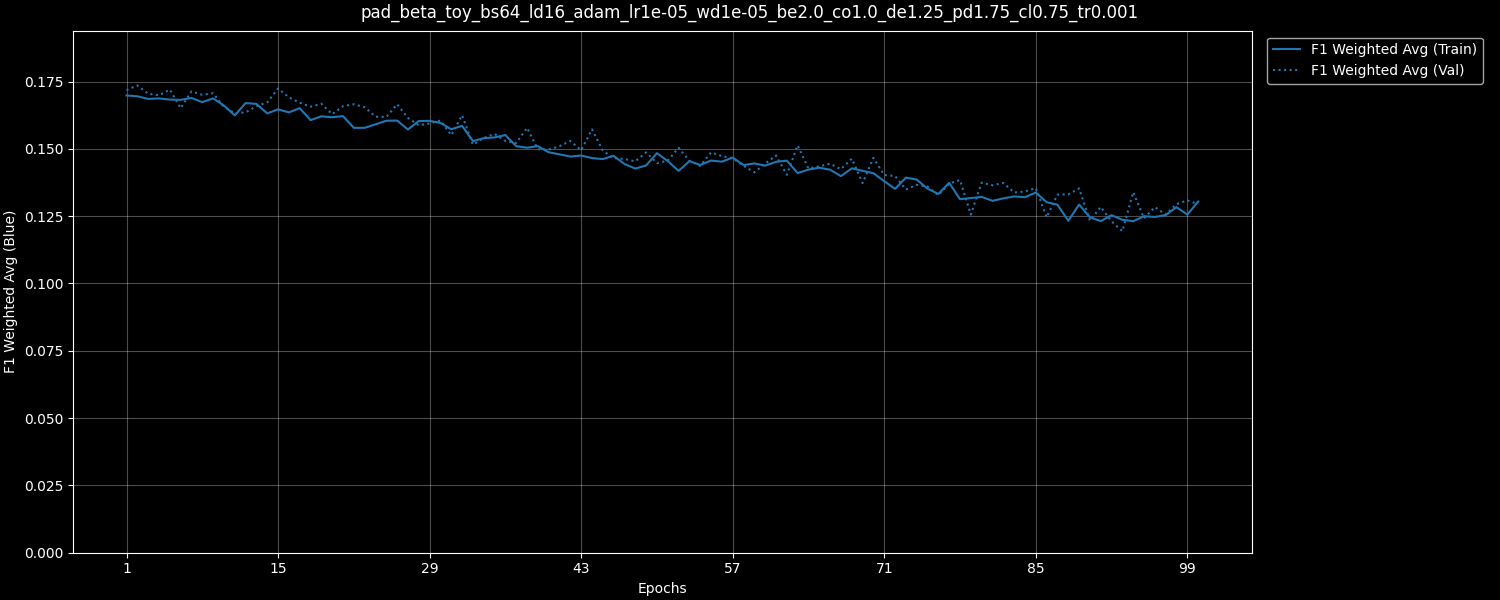 pad_beta_toy_bs64_ld16_adam_lr1e-05_wd1e-05_be2.0_co1.0_de1.25_pd1.75_cl0.75_tr0.001
F1 Weighted Avg (Train)
F1 Weighted Avg (Val)
F1 Weighted Avg (Blue)
0.175
0.150
0.125
0.100
0.075
0.050
0.025
0.000
1 15 29 43 57 71 85 99
Epochs